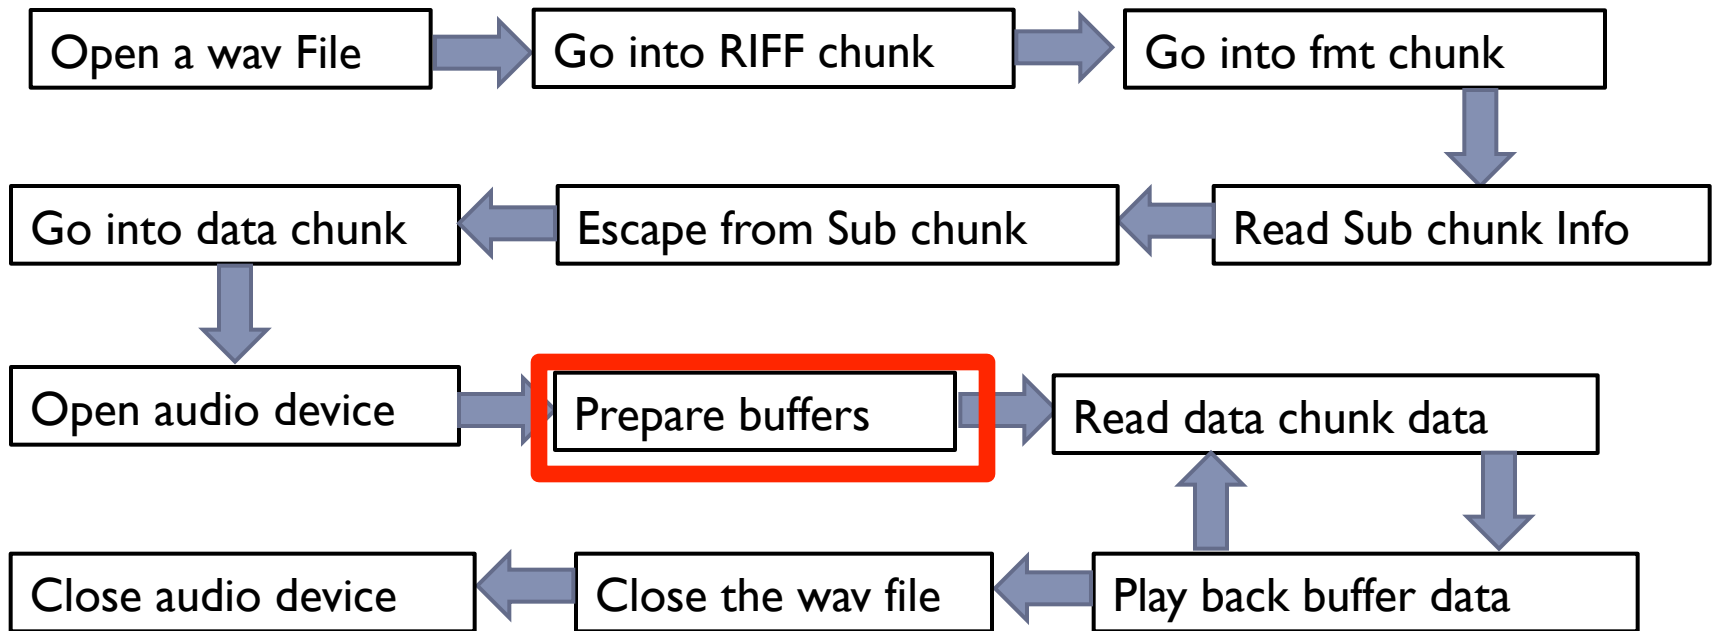 Open a wav File
Go into RIFF chunk
Go into fmt chunk
Read Sub chunk Info
Escape from Sub chunk
Go into data chunk
Open audio device
Prepare buffers
Read data chunk data
Play back buffer data
Close the wav file
Close audio device